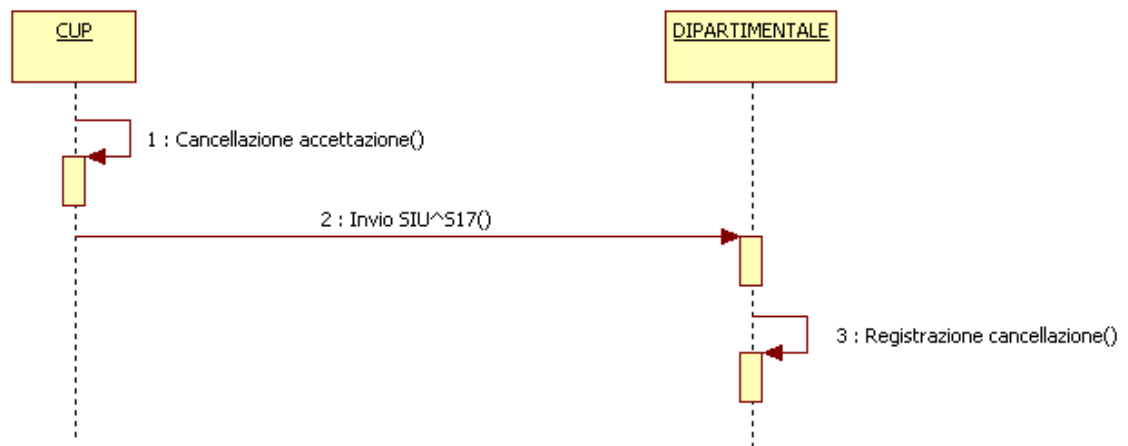 CUP
DIPARTIMENTALE
1 : Cancellazione accettazione()
2 : Invio SIU^S17()
3 : Registrazione cancellazione()